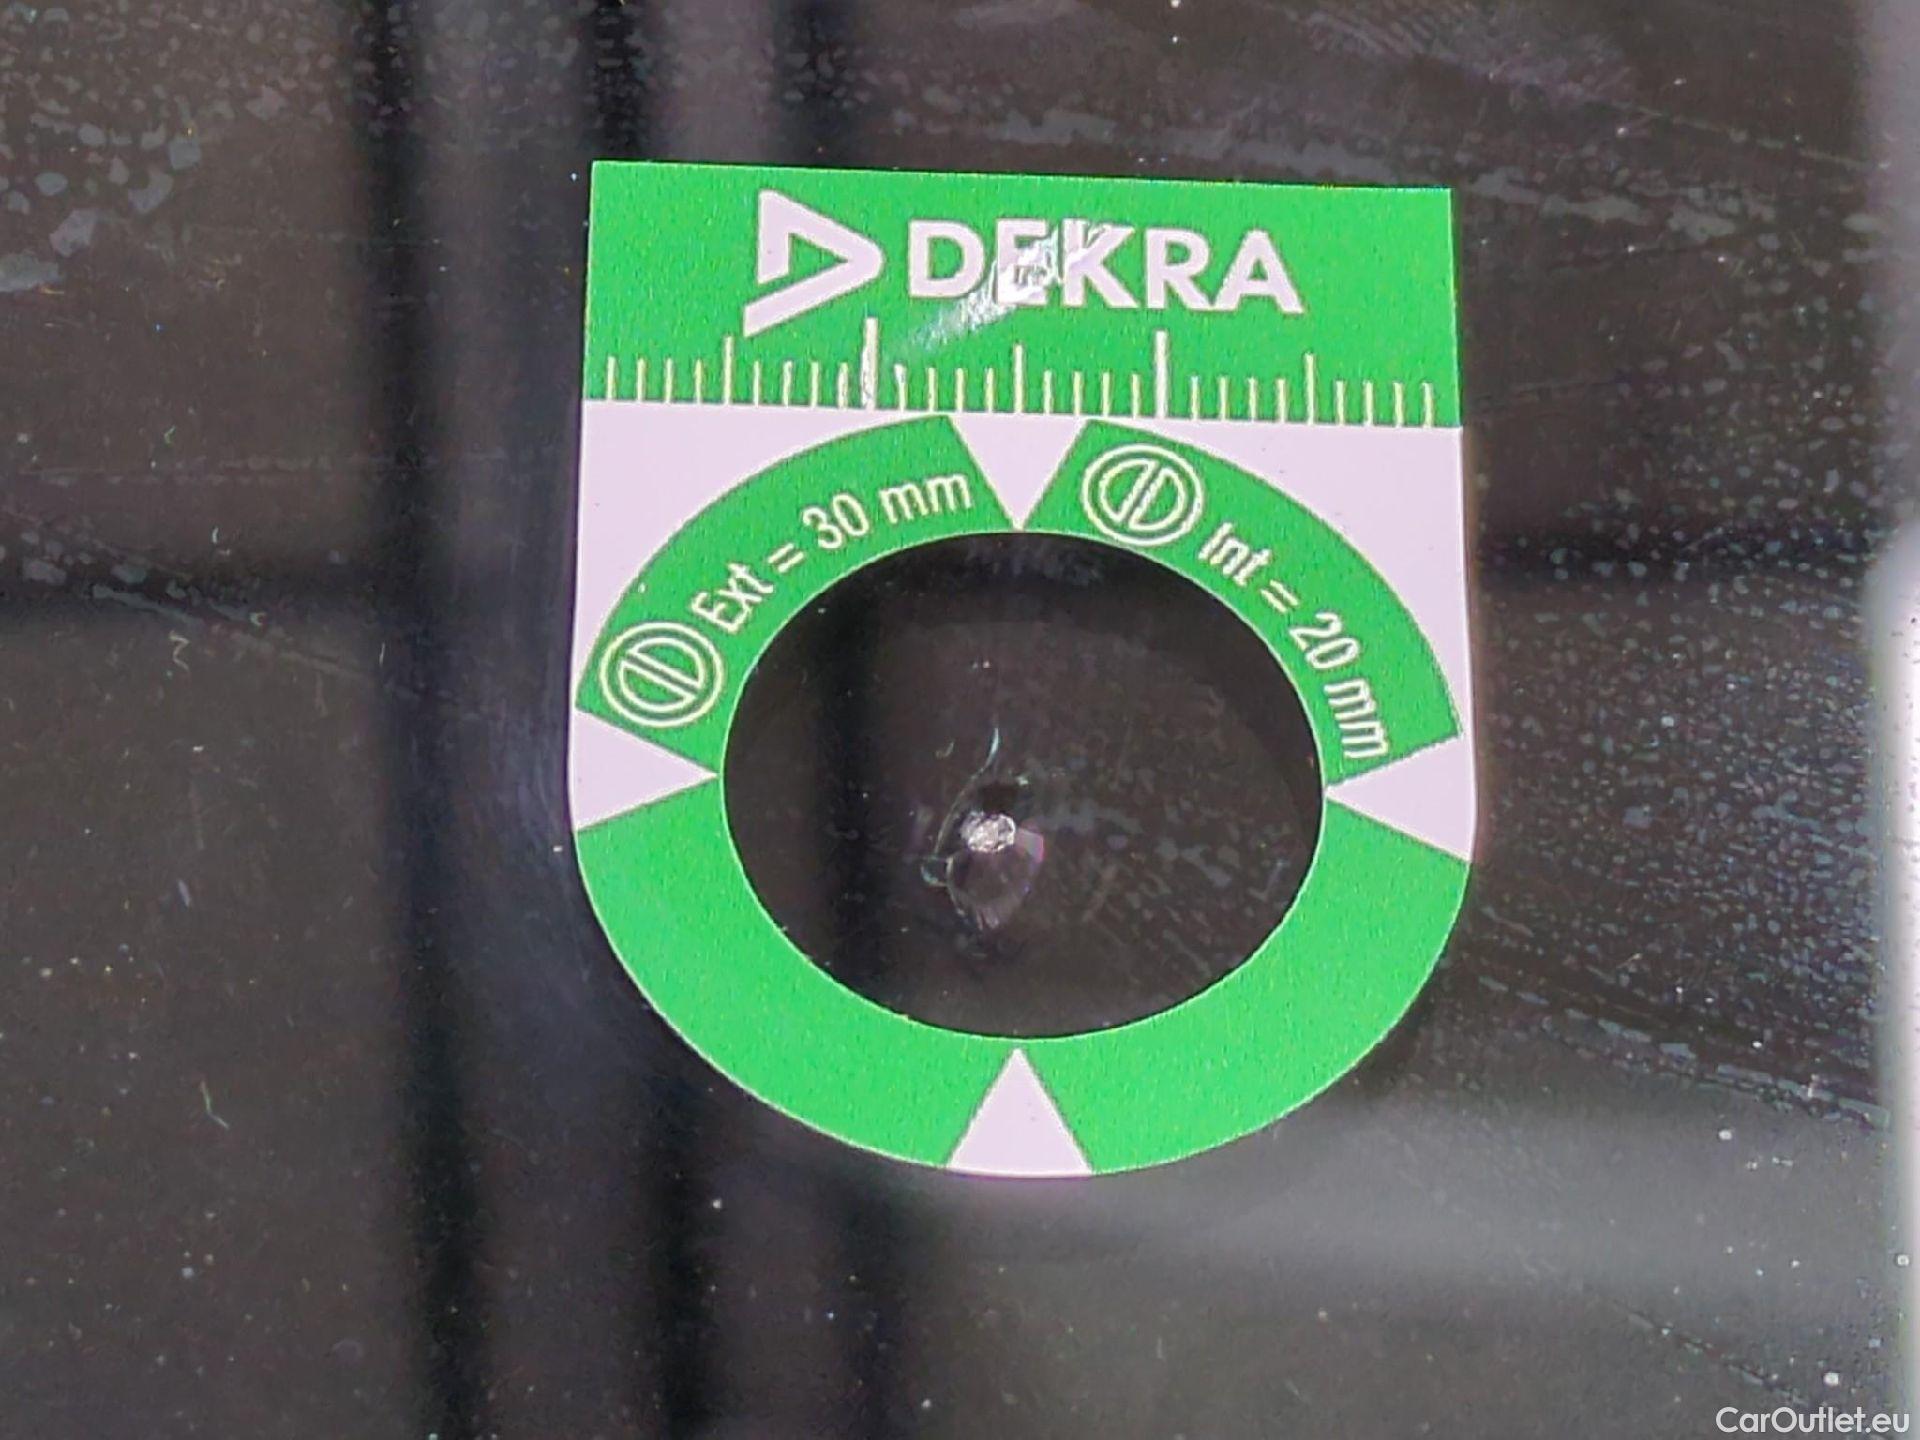 DEKRA
Ext = 30 mm
Int = 20 mm
CarOutlet.eu